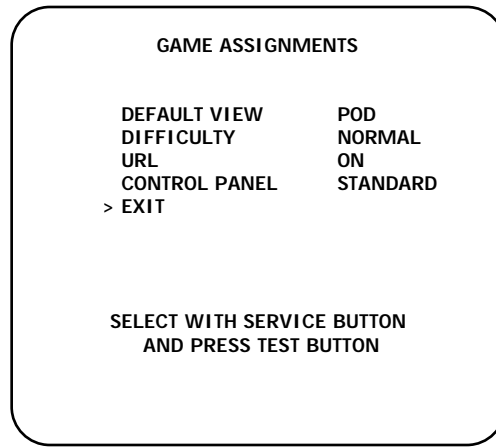 GAME ASSIGNMENTS
DEFAULT VIEW POD
DIFFICULTY NORMAL
URL ON
CONTROL PANEL STANDARD
> EXIT
SELECT WITH SERVICE BUTTON
AND PRESS TEST BUTTON